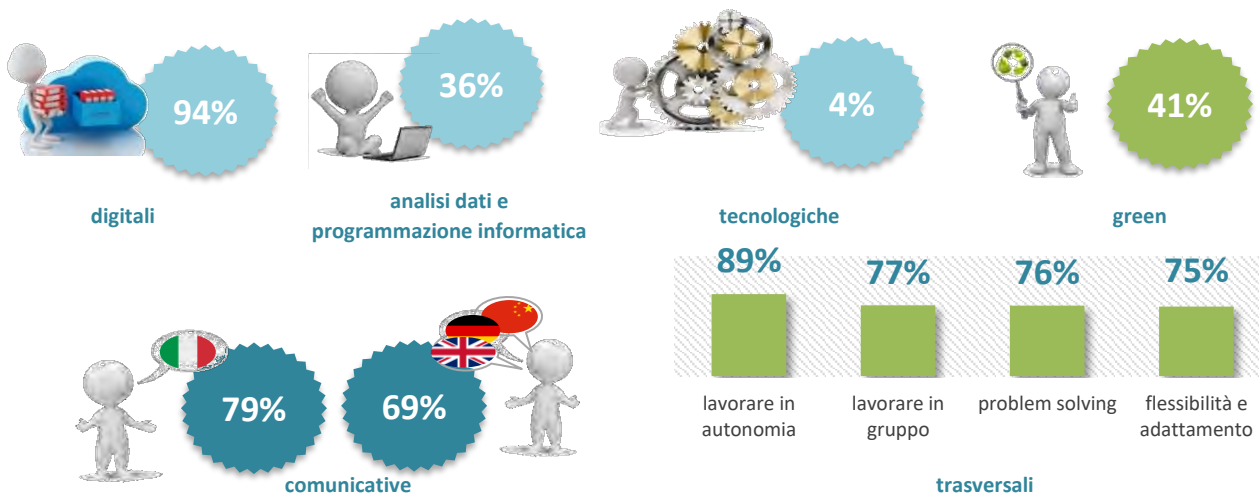 94%
36%
4%
41%
digitali
analisi dati e
programmazione informatica
tecnologiche
green
89%
77%
76%
75%
79%
69%
lavorare in
autonomia
lavorare in
gruppo
problem solving
flessibilità e
adattamento
comunicative
trasversali